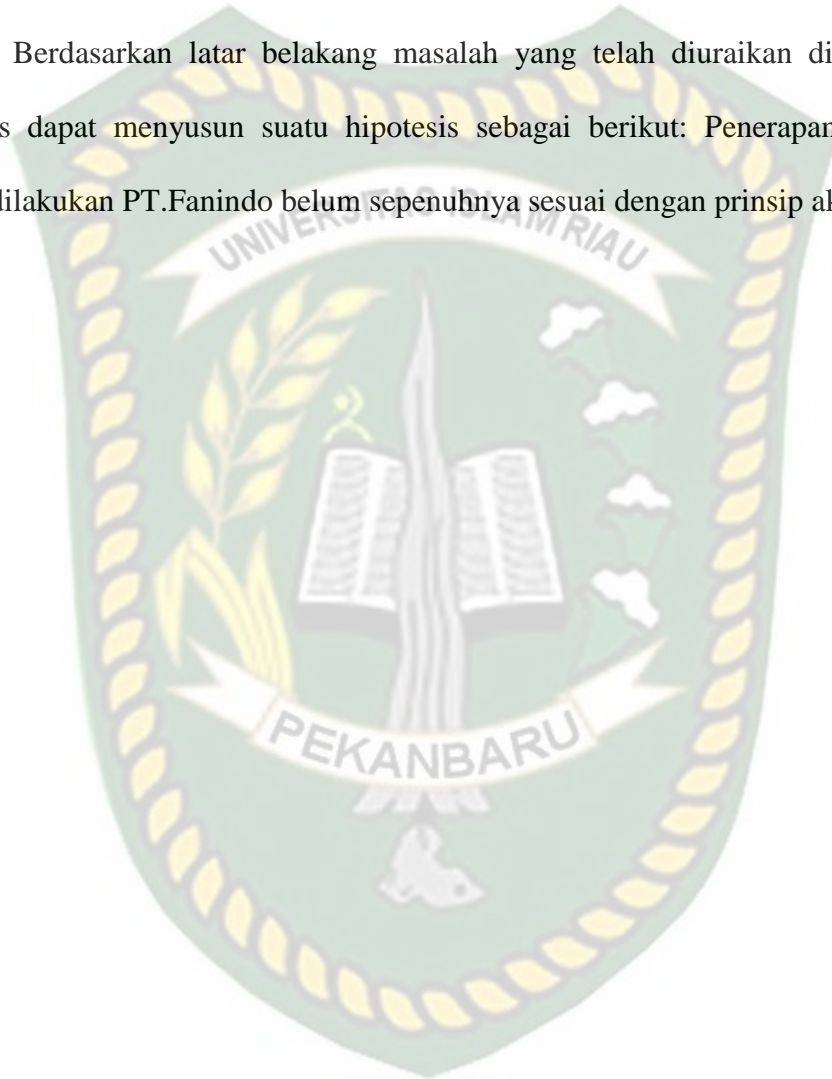 Berdasarkan latar belakang masalah yang telah diuraikan di
s dapat menyusun suatu hipotesis sebagai berikut: Penerapan
dilakukan PT.Fanindo belum sepenuhnya sesuai dengan prinsip ak
UNIVERSITAS ISLAM RIAU
PEKANBARU